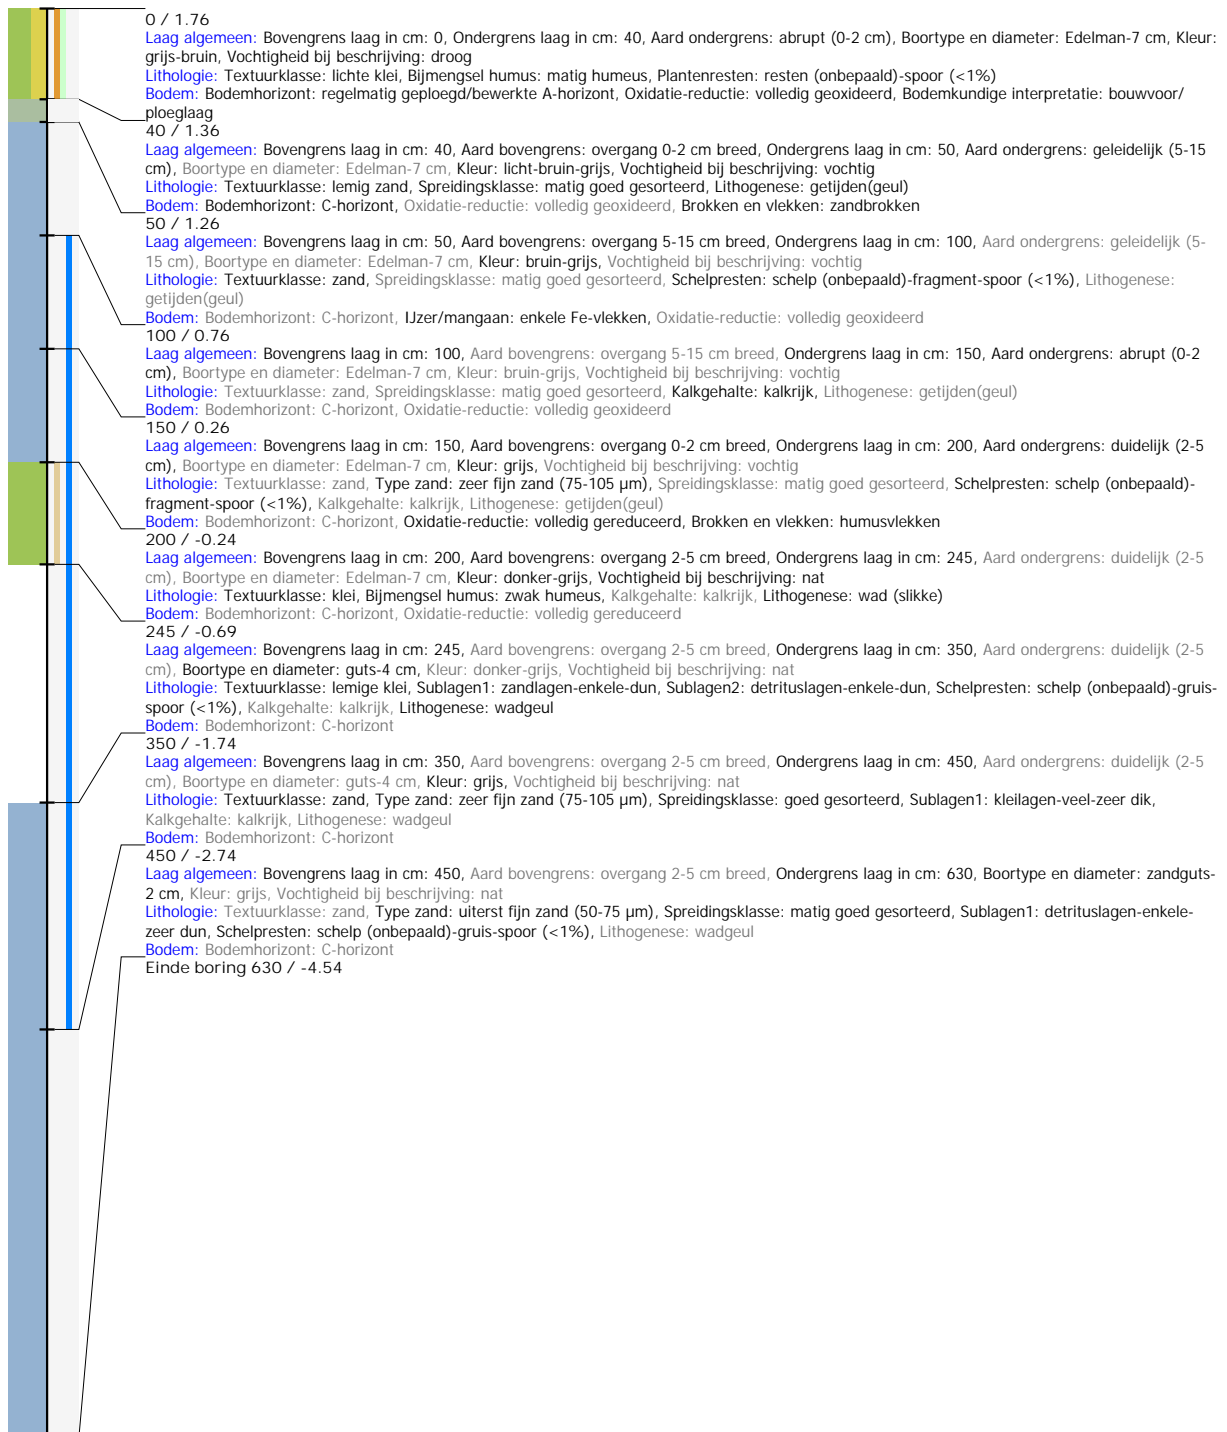 0 / 1.76
Laag algemeen: Bovengrens laag in cm: 0, Ondergrens laag in cm: 40, Aard ondergrens: abrupt (0-2 cm), Boortype en diameter: Edelman-7 cm, Kleur:
grijs-bruin, Vochtigheid bij beschrijving: droog
Lithologie: Textuurklasse: lichte klei, Bijmengsel humus: matig humeus, Plantenresten: resten (onbepaald)-spoor (<1%)
Bodem: Bodemhorizont: regelmatig geploegd/bewerkte A-horizont, Oxidatie-reductie: volledig geoxideerd, Bodemkundige interpretatie: bouwvoor/
ploeglaag
40 / 1.36
Laag algemeen: Bovengrens laag in cm: 40, Aard bovengrens: overgang 0-2 cm breed, Ondergrens laag in cm: 50, Aard ondergrens: geleidelijk (5-15
cm), Boortype en diameter: Edelman-7 cm, Kleur: licht-bruin-grijs, Vochtigheid bij beschrijving: vochtig
Lithologie: Textuurklasse: lemig zand, Spreidingsklasse: matig goed gesorteerd, Lithogenese: getijden(geul)
Bodem: Bodemhorizont: C-horizont, Oxidatie-reductie: volledig geoxideerd, Brokken en vlekken: zandbrokken
50 / 1.26
Laag algemeen: Bovengrens laag in cm: 50, Aard bovengrens: overgang 5-15 cm breed, Ondergrens laag in cm: 100, Aard ondergrens: geleidelijk (5-
15 cm), Boortype en diameter: Edelman-7 cm, Kleur: bruin-grijs, Vochtigheid bij beschrijving: vochtig
Lithologie: Textuurklasse: zand, Spreidingsklasse: matig goed gesorteerd, Schelpresten: schelp (onbepaald)-fragment-spoor (<1%), Lithogenese:
getijden(geul)
Bodem: Bodemhorizont: C-horizont, IJzer/mangaan: enkele Fe-vlekken, Oxidatie-reductie: volledig geoxideerd
100 / 0.76
Laag algemeen: Bovengrens laag in cm: 100, Aard bovengrens: overgang 5-15 cm breed, Ondergrens laag in cm: 150, Aard ondergrens: abrupt (0-2
cm), Boortype en diameter: Edelman-7 cm, Kleur: bruin-grijs, Vochtigheid bij beschrijving: vochtig
Lithologie: Textuurklasse: zand, Spreidingsklasse: matig goed gesorteerd, Kalkgehalte: kalkrijk, Lithogenese: getijden(geul)
Bodem: Bodemhorizont: C-horizont, Oxidatie-reductie: volledig geoxideerd
150 / 0.26
Laag algemeen: Bovengrens laag in cm: 150, Aard bovengrens: overgang 0-2 cm breed, Ondergrens laag in cm: 200, Aard ondergrens: duidelijk (2-5
cm), Boortype en diameter: Edelman-7 cm, Kleur: grijs, Vochtigheid bij beschrijving: vochtig
Lithologie: Textuurklasse: zand, Type zand: zeer fijn zand (75-105 µm), Spreidingsklasse: matig goed gesorteerd, Schelpresten: schelp (onbepaald)-
fragment-spoor (<1%), Kalkgehalte: kalkrijk, Lithogenese: getijden(geul)
Bodem: Bodemhorizont: C-horizont, Oxidatie-reductie: volledig gereduceerd, Brokken en vlekken: humusvlekken
200 / -0.24
Laag algemeen: Bovengrens laag in cm: 200, Aard bovengrens: overgang 2-5 cm breed, Ondergrens laag in cm: 245, Aard ondergrens: duidelijk (2-5
cm), Boortype en diameter: Edelman-7 cm, Kleur: donker-grijs, Vochtigheid bij beschrijving: nat
Lithologie: Textuurklasse: klei, Bijmengsel humus: zwak humeus, Kalkgehalte: kalkrijk, Lithogenese: wad (slikke)
Bodem: Bodemhorizont: C-horizont, Oxidatie-reductie: volledig gereduceerd
245 / -0.69
Laag algemeen: Bovengrens laag in cm: 245, Aard bovengrens: overgang 2-5 cm breed, Ondergrens laag in cm: 350, Aard ondergrens: duidelijk (2-5
cm), Boortype en diameter: guts-4 cm, Kleur: donker-grijs, Vochtigheid bij beschrijving: nat
Lithologie: Textuurklasse: lemige klei, Sublagen1: zandlagen-enkele-dun, Sublagen2: detrituslagen-enkele-dun, Schelpresten: schelp (onbepaald)-gruis-
spoor (<1%), Kalkgehalte: kalkrijk, Lithogenese: wadgeul
Bodem: Bodemhorizont: C-horizont
350 / -1.74
Laag algemeen: Bovengrens laag in cm: 350, Aard bovengrens: overgang 2-5 cm breed, Ondergrens laag in cm: 450, Aard ondergrens: duidelijk (2-5
cm), Boortype en diameter: guts-4 cm, Kleur: grijs, Vochtigheid bij beschrijving: nat
Lithologie: Textuurklasse: zand, Type zand: zeer fijn zand (75-105 µm), Spreidingsklasse: goed gesorteerd, Sublagen1: kleilagen-veel-zeer dik,
Kalkgehalte: kalkrijk, Lithogenese: wadgeul
Bodem: Bodemhorizont: C-horizont
450 / -2.74
Laag algemeen: Bovengrens laag in cm: 450, Aard bovengrens: overgang 2-5 cm breed, Ondergrens laag in cm: 630, Boortype en diameter: zandguts-
2 cm, Kleur: grijs, Vochtigheid bij beschrijving: nat
Lithologie: Textuurklasse: zand, Type zand: uiterst fijn zand (50-75 µm), Spreidingsklasse: matig goed gesorteerd, Sublagen1: detrituslagen-enkele-
zeer dun, Schelpresten: schelp (onbepaald)-gruis-spoor (<1%), Lithogenese: wadgeul
Bodem: Bodemhorizont: C-horizont
Einde boring 630 / -4.54